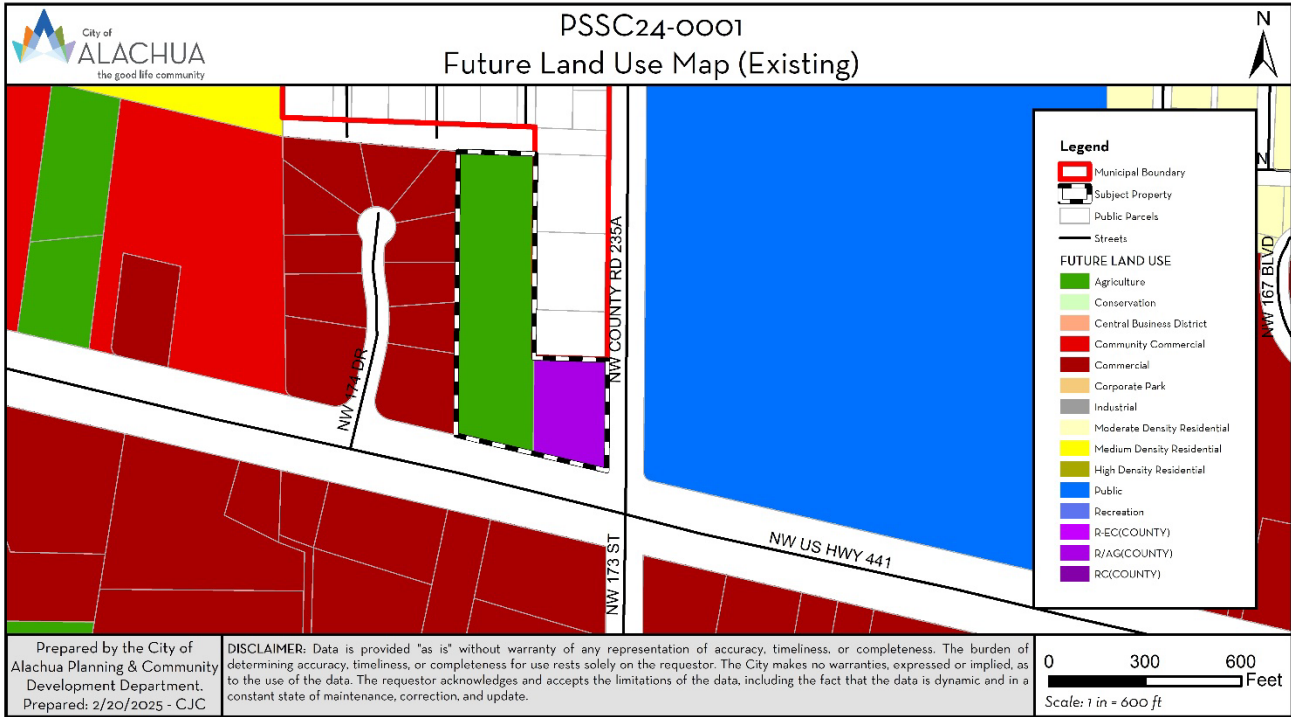 City of
ALACHUA
the good life community
PSSC24-0001
Future Land Use Map (Existing)
N
NW 174 DR
NW COUNTY RD 235A
NW 173 ST
NW US HWY 441
NW 167 BLVD
N
Legend
Municipal Boundary
Subject Property
Public Parcels
Streets
FUTURE LAND USE
Agriculture
Conservation
Central Business District
Community Commercial
Commercial
Corporate Park
Industrial
Moderate Density Residential
Medium Density Residential
High Density Residential
Public
Recreation
R-EC(COUNTY)
R/AG(COUNTY)
RC(COUNTY)
Prepared by the City of
Alachua Planning & Community
Development Department.
Prepared: 2/20/2025 - CJC
DISCLAIMER: Data is provided "as is" without warranty of any representation of accuracy, timeliness, or completeness. The burden of
determining accuracy, timeliness, or completeness for use rests solely on the requestor. The City makes no warranties, expressed or implied, as
to the use of the data. The requestor acknowledges and accepts the limitations of the data, including the fact that the data is dynamic and in a
constant state of maintenance, correction, and update.
0 300 600
Feet
Scale: 1 in = 600 ft